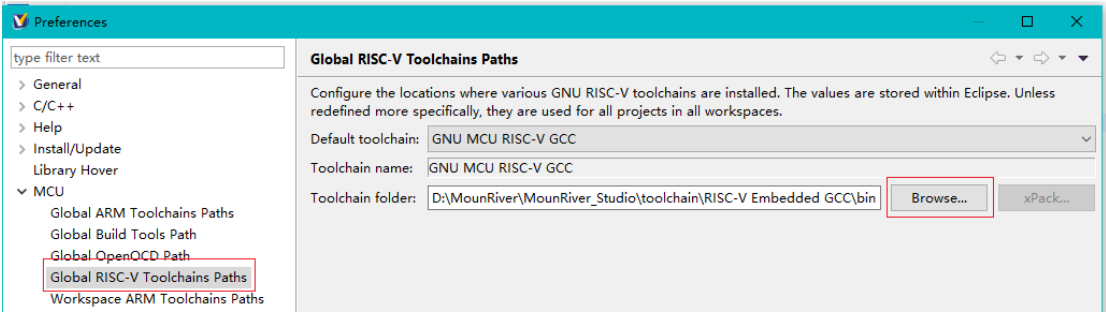 Preferences
type filter text
General
C/C++
Help
Install/Update
Library Hover
MCU
Global ARM Toolchains Paths
Global Build Tools Path
Global OpenOCD Path
Global RISC-V Toolchains Paths
Workspace ARM Toolchains Paths
Global RISC-V Toolchains Paths
Configure the locations where various GNU RISC-V toolchains are installed. The values are stored within Eclipse. Unless
redefined more specifically, they are used for all projects in all workspaces.
Default toolchain: GNU MCU RISC-V GCC
Toolchain name: GNU MCU RISC-V GCC
Toolchain folder: D:\MounRiver\MounRiver_Studio\toolchain\RISC-V Embedded GCC\bin Browse... xPack...